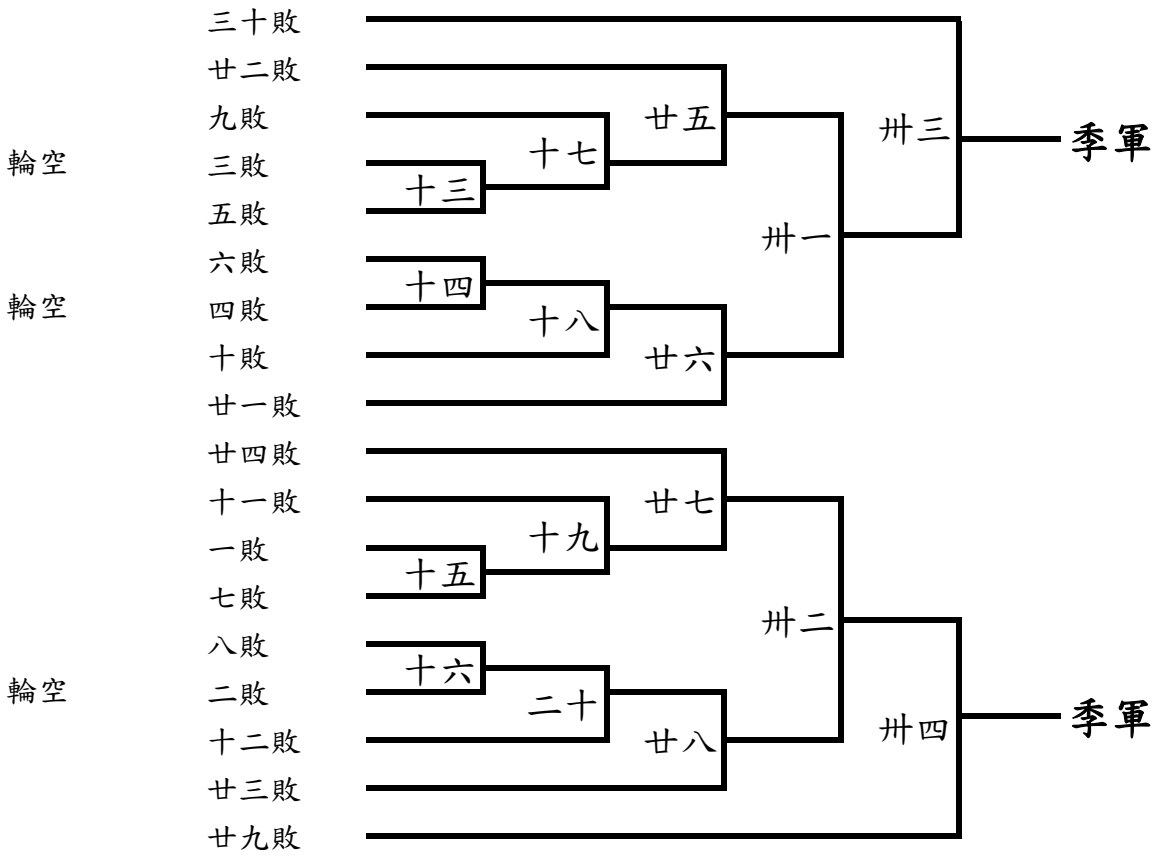 三十敗
廿二敗
九敗
廿五
卅三
季軍
十七
輪空
三敗
十三
五敗
卅一
六敗
十四
輪空
四敗
十八
十敗
廿六
廿一敗
廿四敗
十一敗
廿七
十九
一敗
十五
七敗
卅二
八敗
十六
輪空
二敗
二十
卅四
季軍
十二敗
廿八
廿三敗
廿九敗